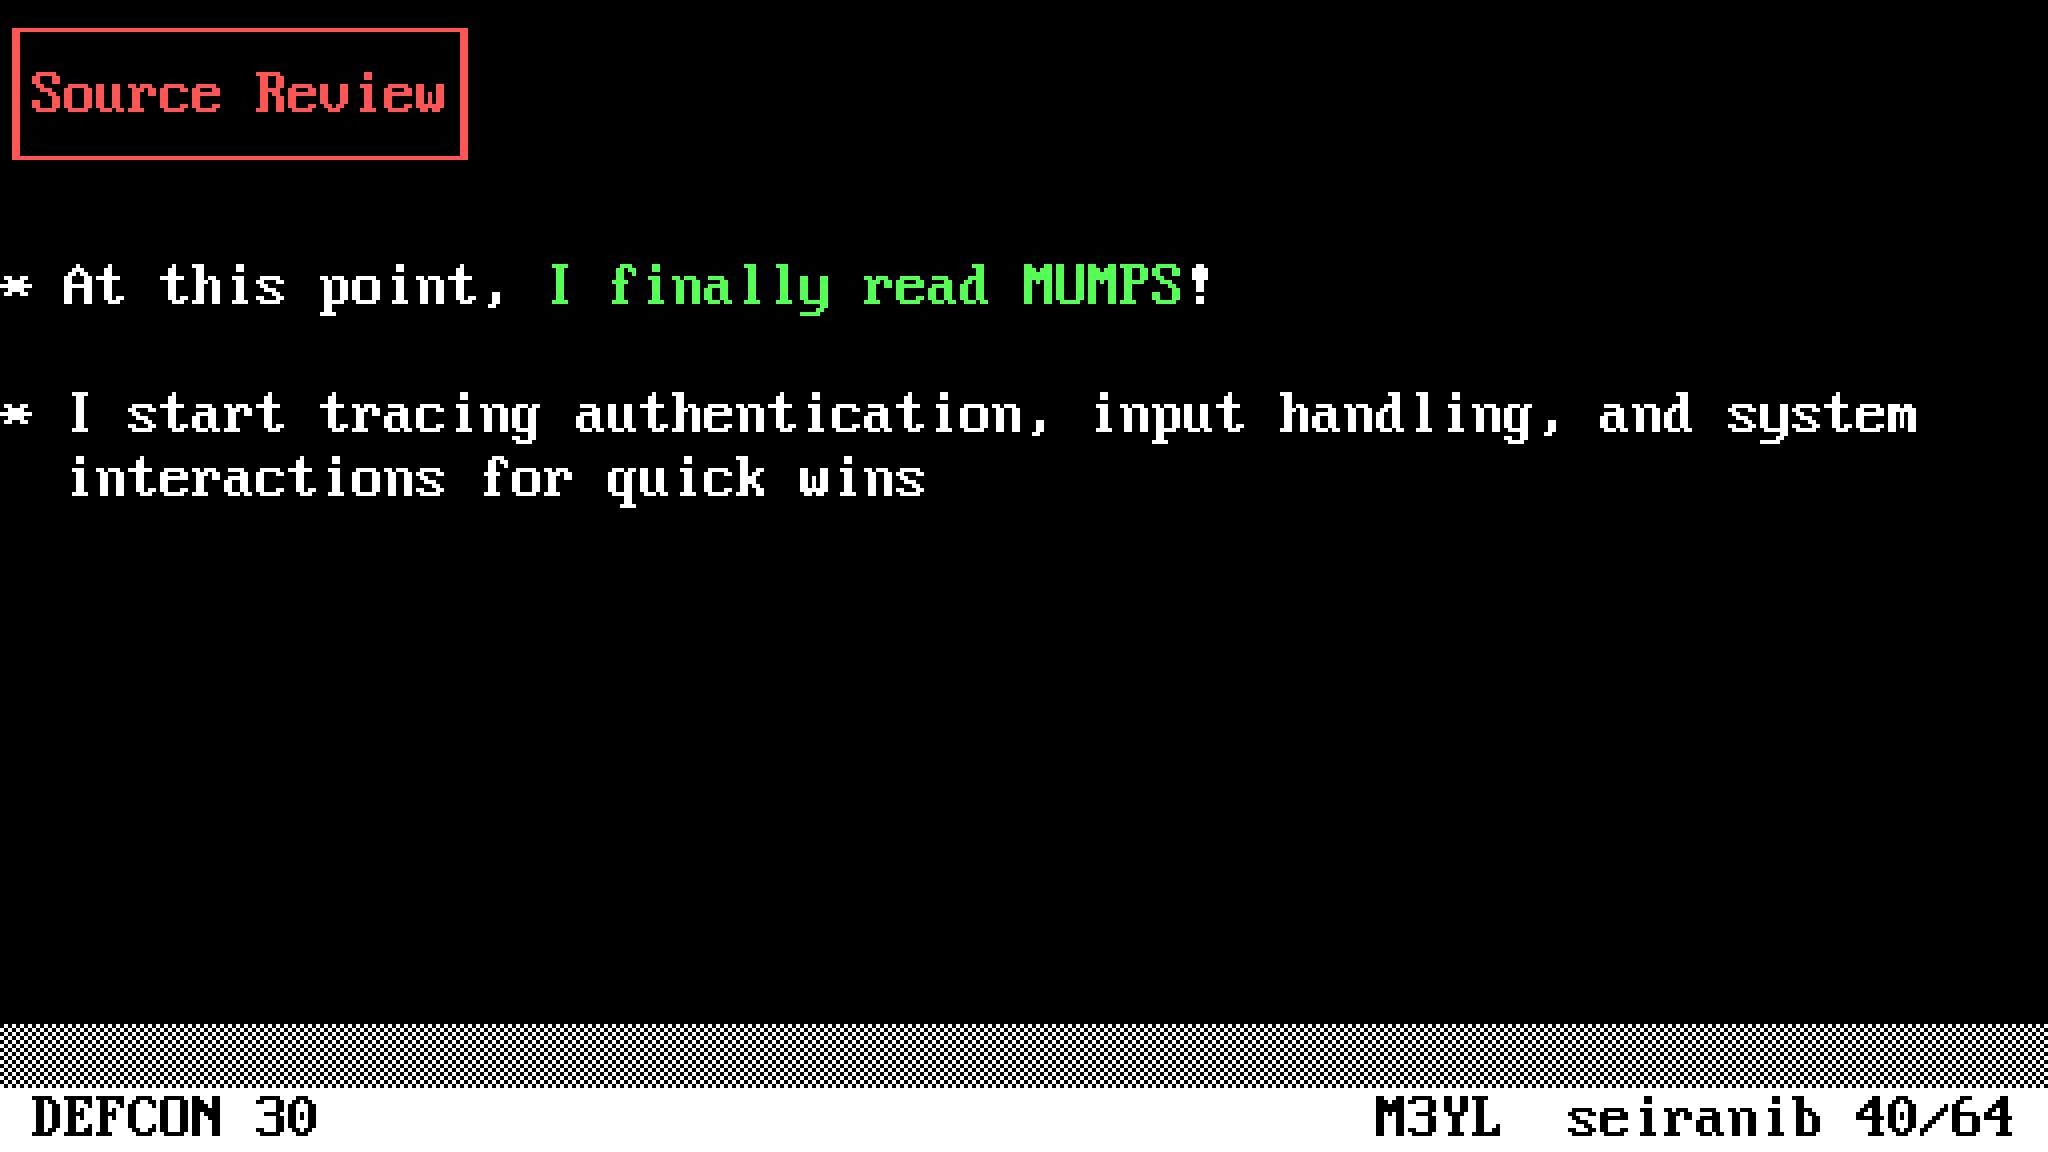 Source Review
* At this point, I finally read MUMPS!
* I start tracing authentication, input handling, and system
interactions for quick wins
DEFCON 30
M3YL seiranib 40/64